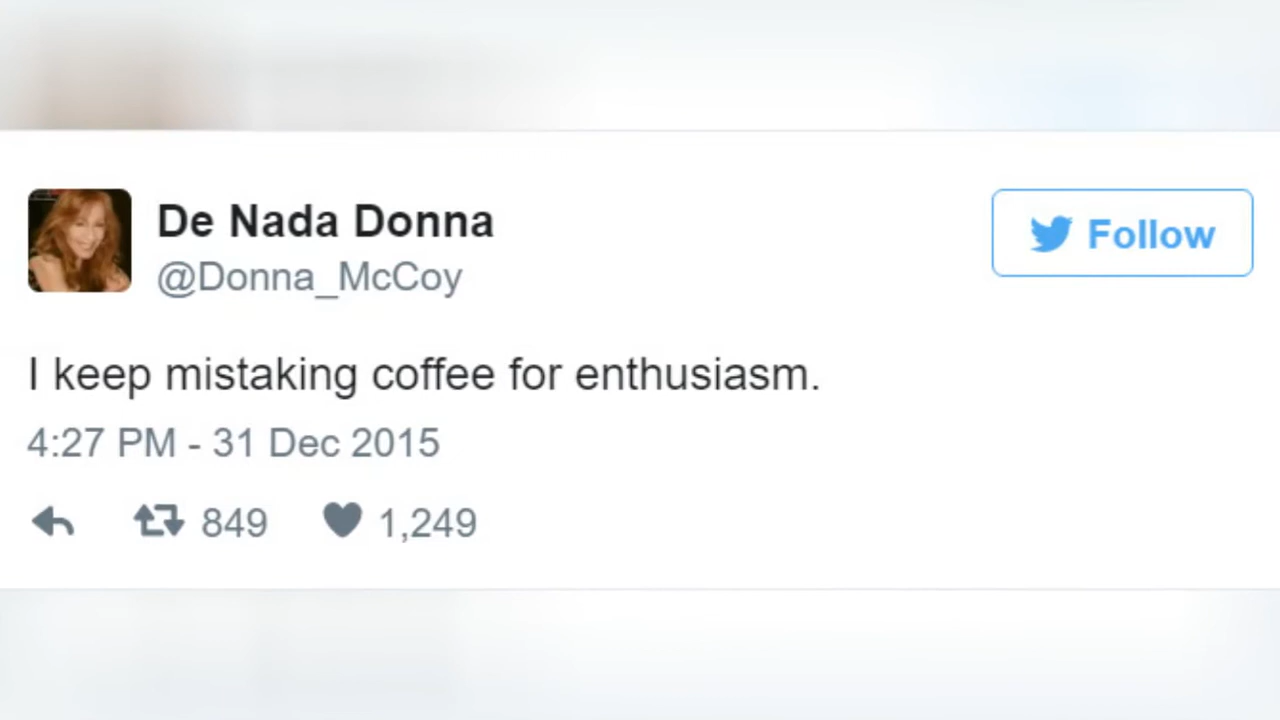 De Nada Donna
@Donna_McCoy
Follow
I keep mistaking coffee for enthusiasm.
4:27 PM - 31 Dec 2015
849 1,249